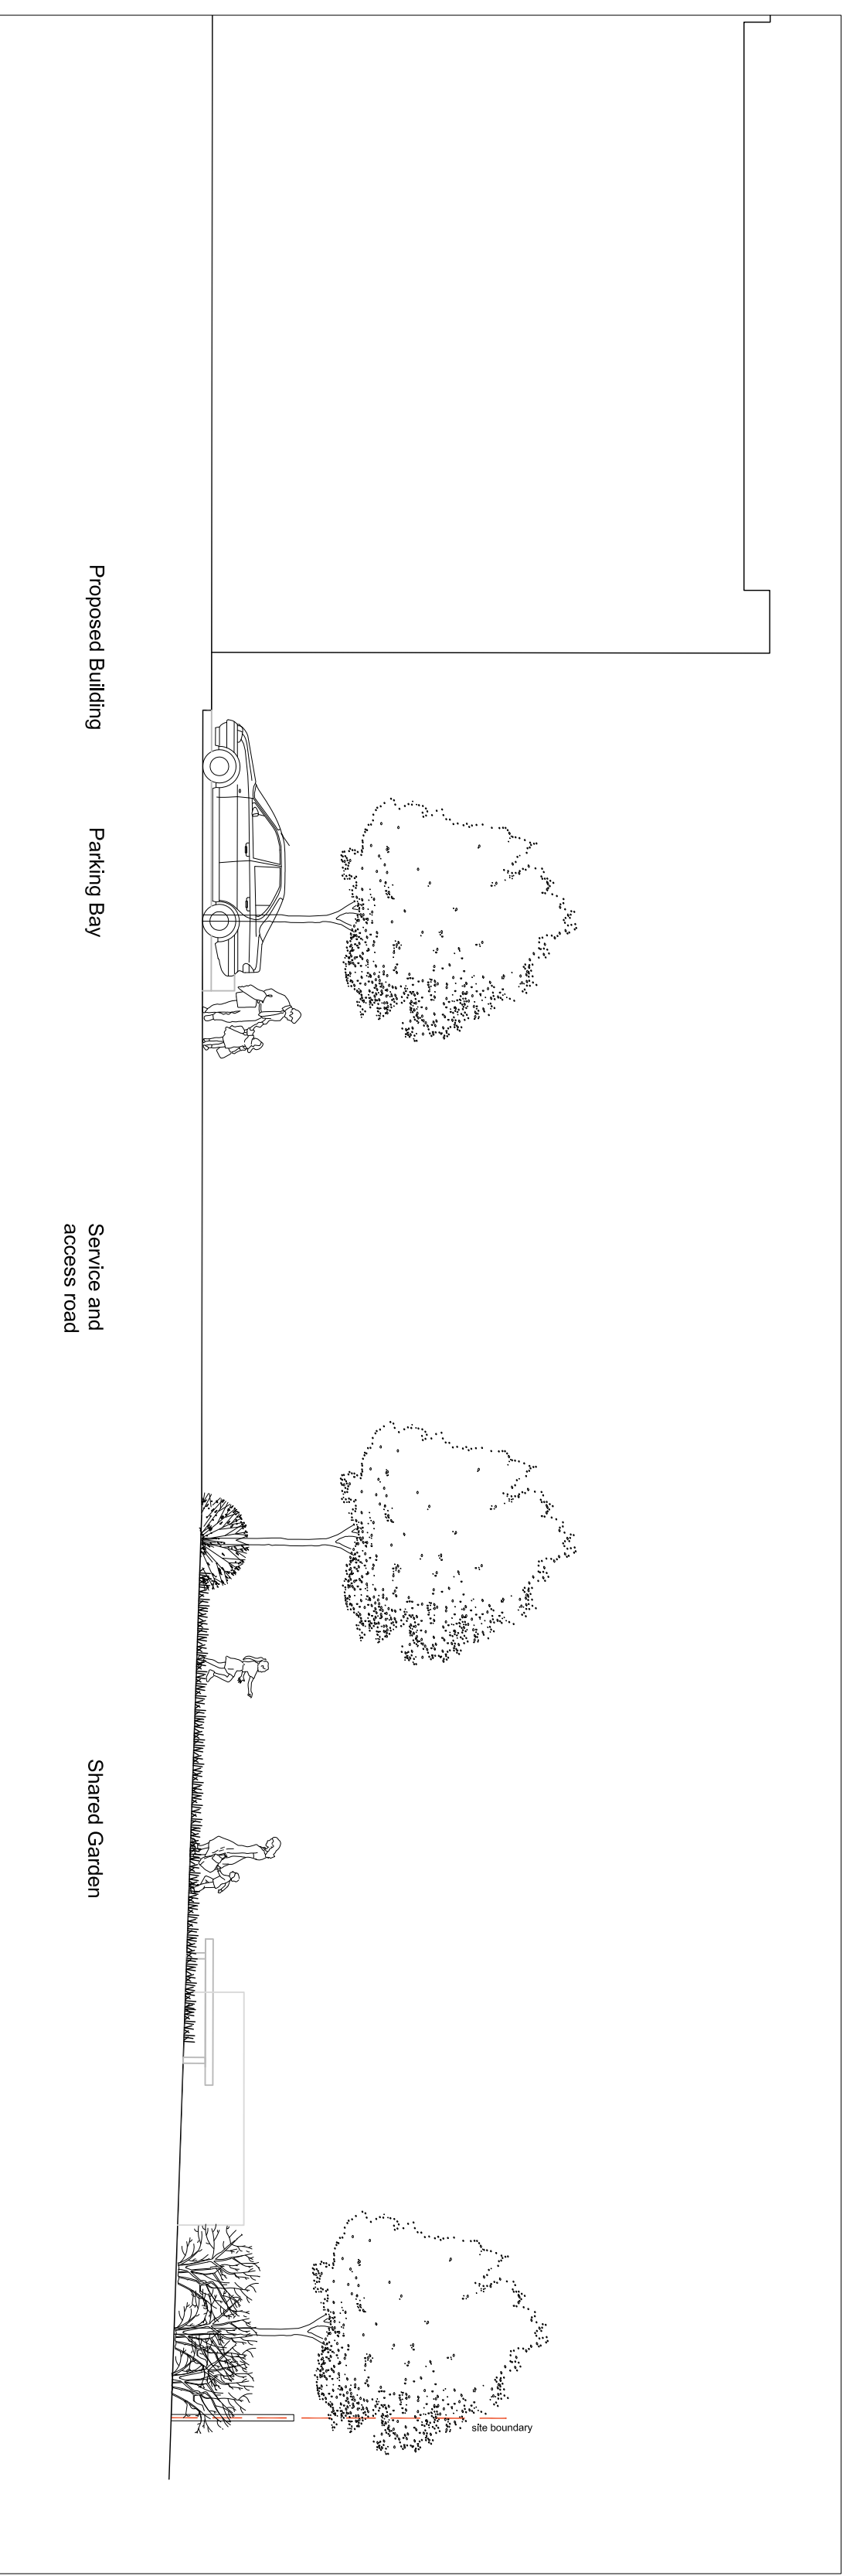 Proposed Building
Parking Bay
Service and
access road
Shared Garden
site boundary